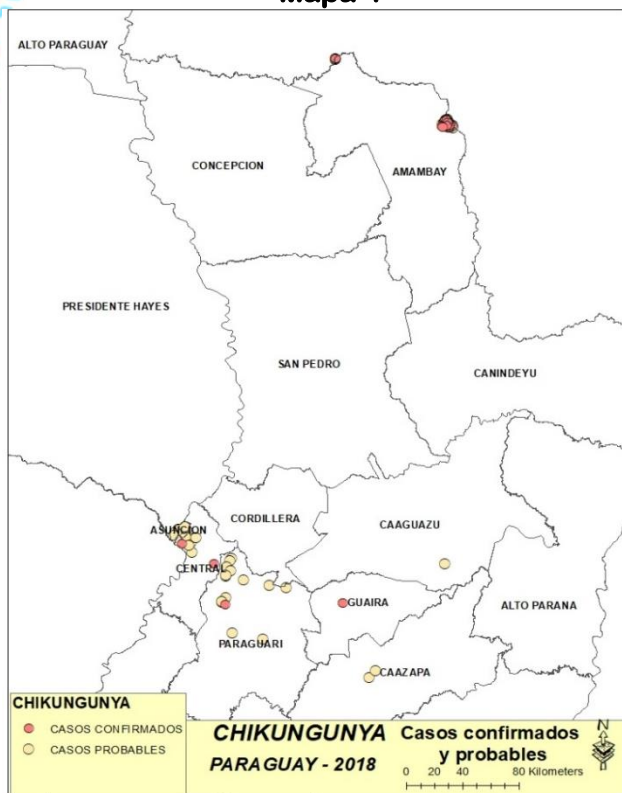 ALTO PARAGUAY
CONCEPCION
AMAMBAY
PRESIDENTE HAYES
SAN PEDRO
CANINDEYU
ASUNCION
CORDILLERA
CAAGUAZU
CENTRAL
GUAIRA
ALTO PARANA
PARAGUARI
CAAZAPA
CHIKUNGUNYA
CASOS CONFIRMADOS
CASOS PROBABLES
CHIKUNGUNYA
PARAGUAY - 2018
Casos confirmados
y probables
N
0 20 40 80 Kilometers